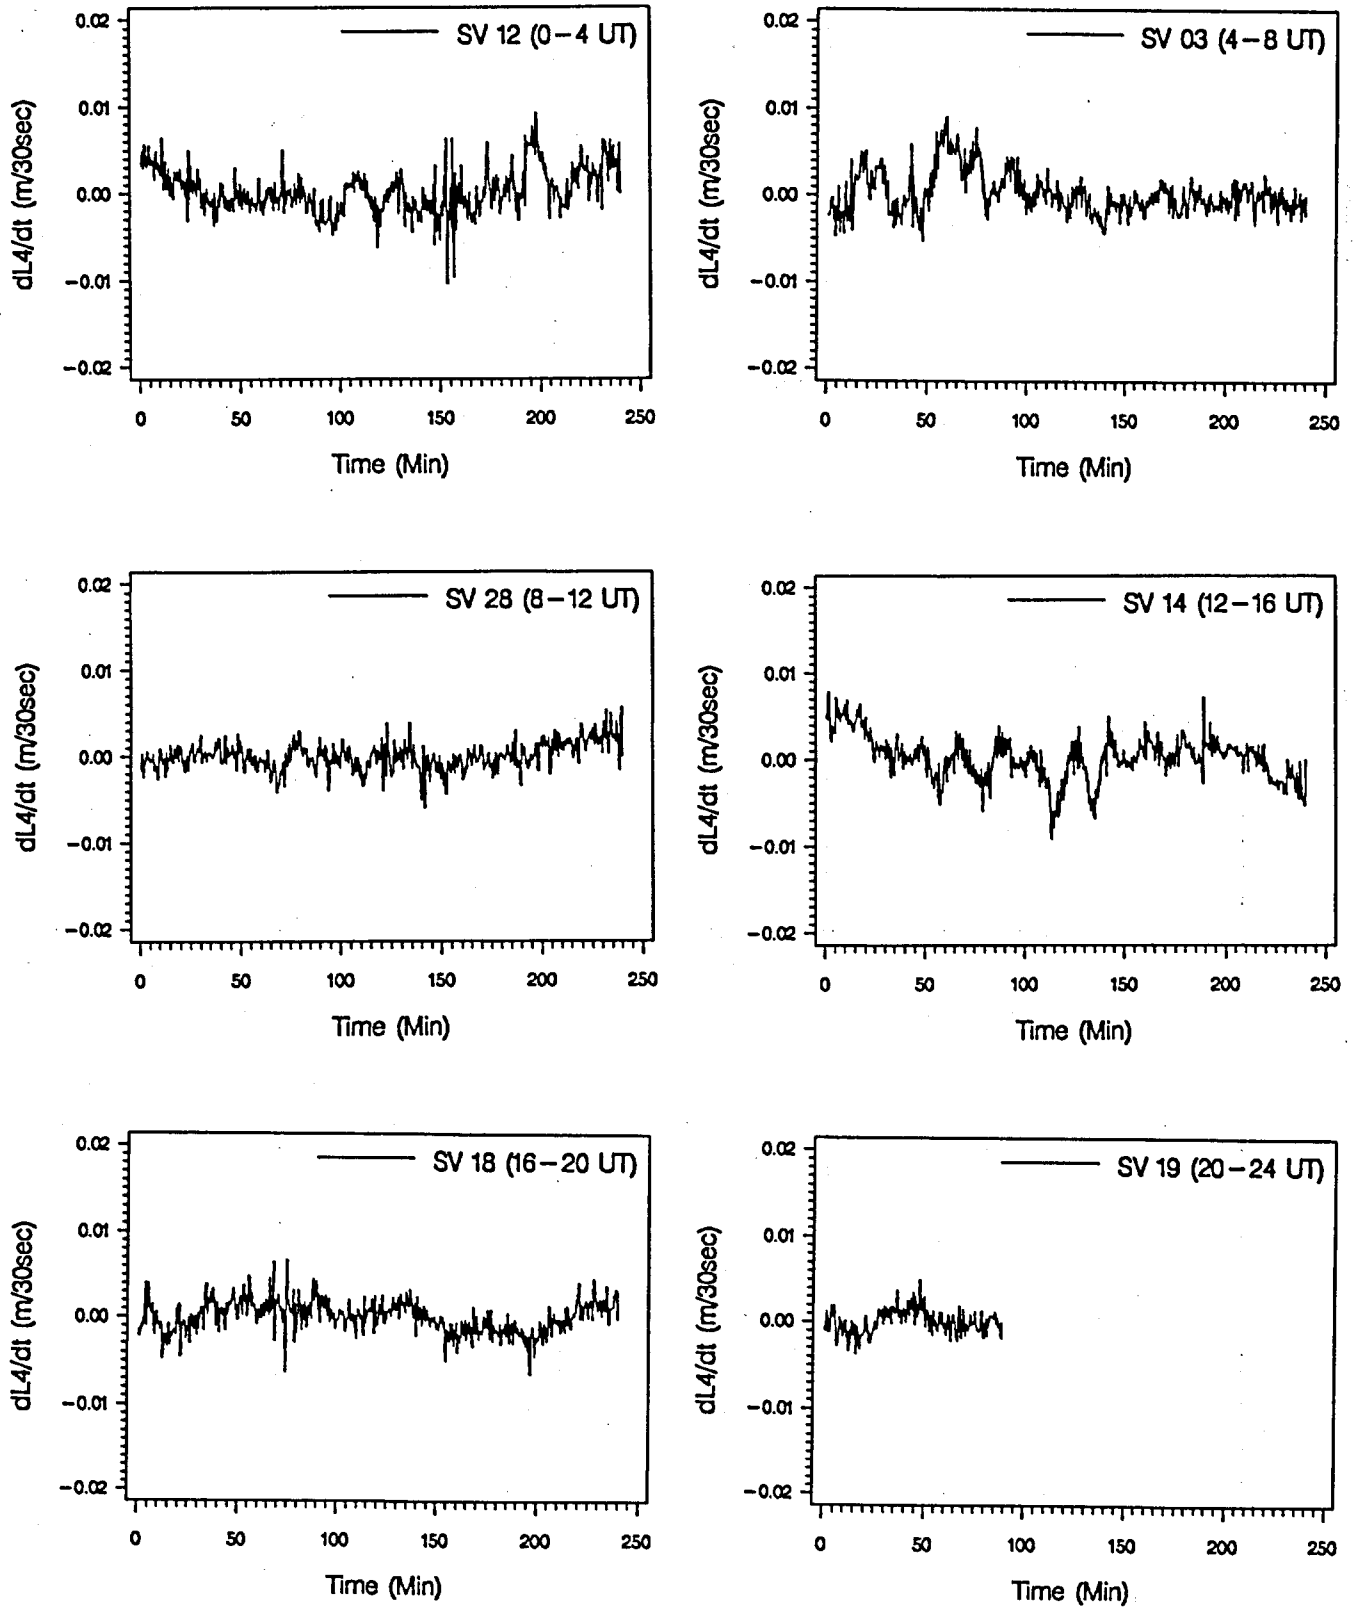 SV 12 (0-4 UT)
dL4/dt (m/30sec)
0.02
0.01
0.00
-0.01
-0.02
0 50 100 150 200 250
Time (Min)
SV 03 (4-8 UT)
dL4/dt (m/30sec)
0.02
0.01
0.00
-0.01
-0.02
0 50 100 150 200 250
Time (Min)
SV 28 (8-12 UT)
dL4/dt (m/30sec)
0.02
0.01
0.00
-0.01
-0.02
0 50 100 150 200 250
Time (Min)
SV 14 (12-16 UT)
dL4/dt (m/30sec)
0.02
0.01
0.00
-0.01
-0.02
0 50 100 150 200 250
Time (Min)
SV 18 (16-20 UT)
dL4/dt (m/30sec)
0.02
0.01
0.00
-0.01
-0.02
0 50 100 150 200 250
Time (Min)
SV 19 (20-24 UT)
dL4/dt (m/30sec)
0.02
0.01
0.00
-0.01
-0.02
0 50 100 150 200 250
Time (Min)